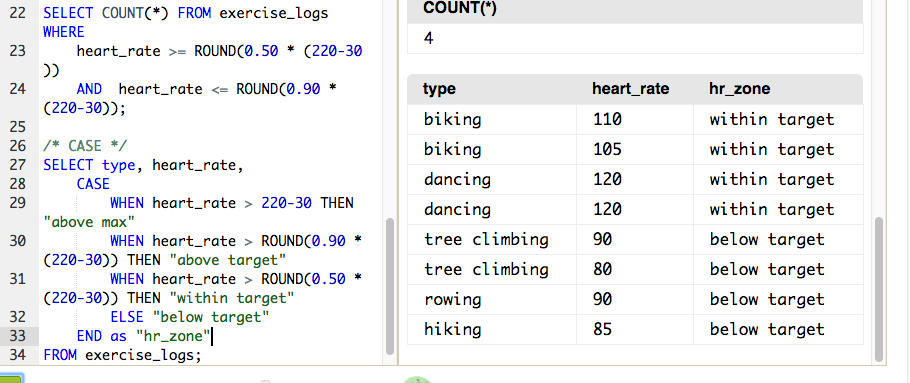 22 SELECT COUNT(*) FROM exercise_logs
WHERE
23 heart_rate >= ROUND(0.50 * (220-30
))
24 AND  heart_rate <= ROUND(0.90 *
(220-30));
25
26 /* CASE */
27 SELECT type, heart_rate,
28 CASE
29 WHEN heart_rate > 220-30 THEN
"above max"
30 WHEN heart_rate > ROUND(0.90 *
(220-30)) THEN "above target"
31 WHEN heart_rate > ROUND(0.50 *
(220-30)) THEN "within target"
32 ELSE "below target"
33 END as "hr_zone"
34 FROM exercise_logs;
COUNT(*)
4
type heart_rate hr_zone
biking 110 within target
biking 105 within target
dancing 120 within target
dancing 120 within target
tree climbing 90 below target
tree climbing 80 below target
rowing 90 below target
hiking 85 below target